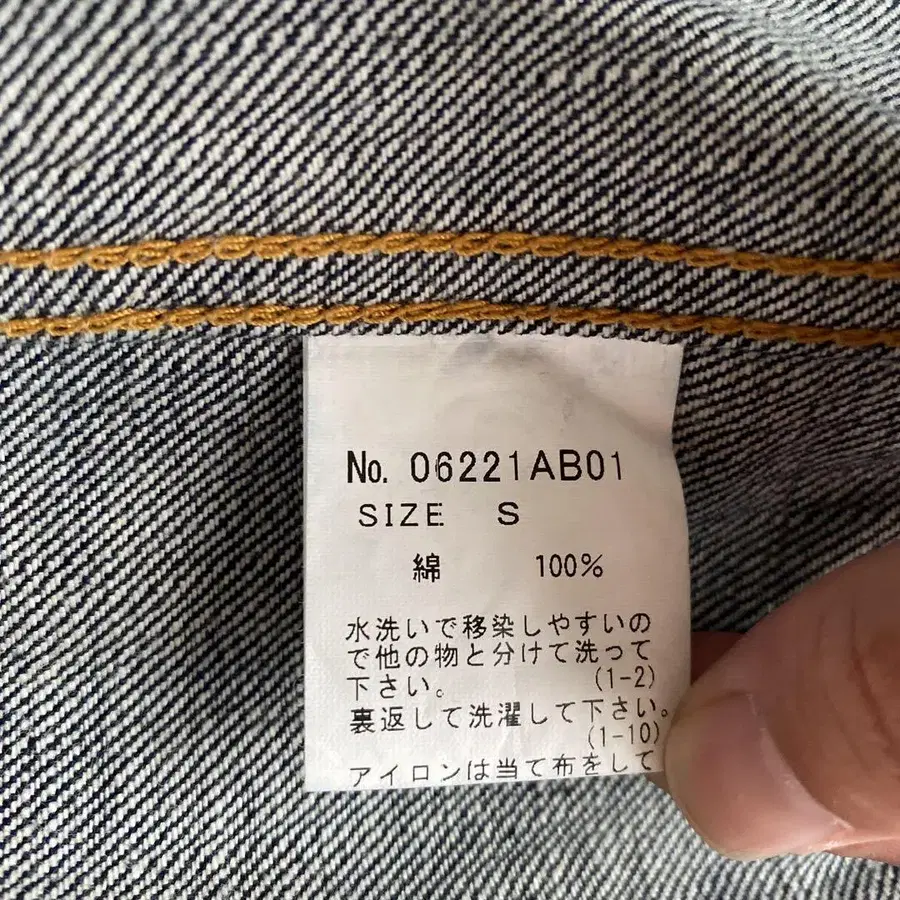 No. 06221AB01
SIZE S
綿 100%
水洗いで移染しやすいの
で他の物と分けて洗って
下さい。 (1-2)
裏返して洗濯して下さい。
(1-10)
アイロンは当て布をして